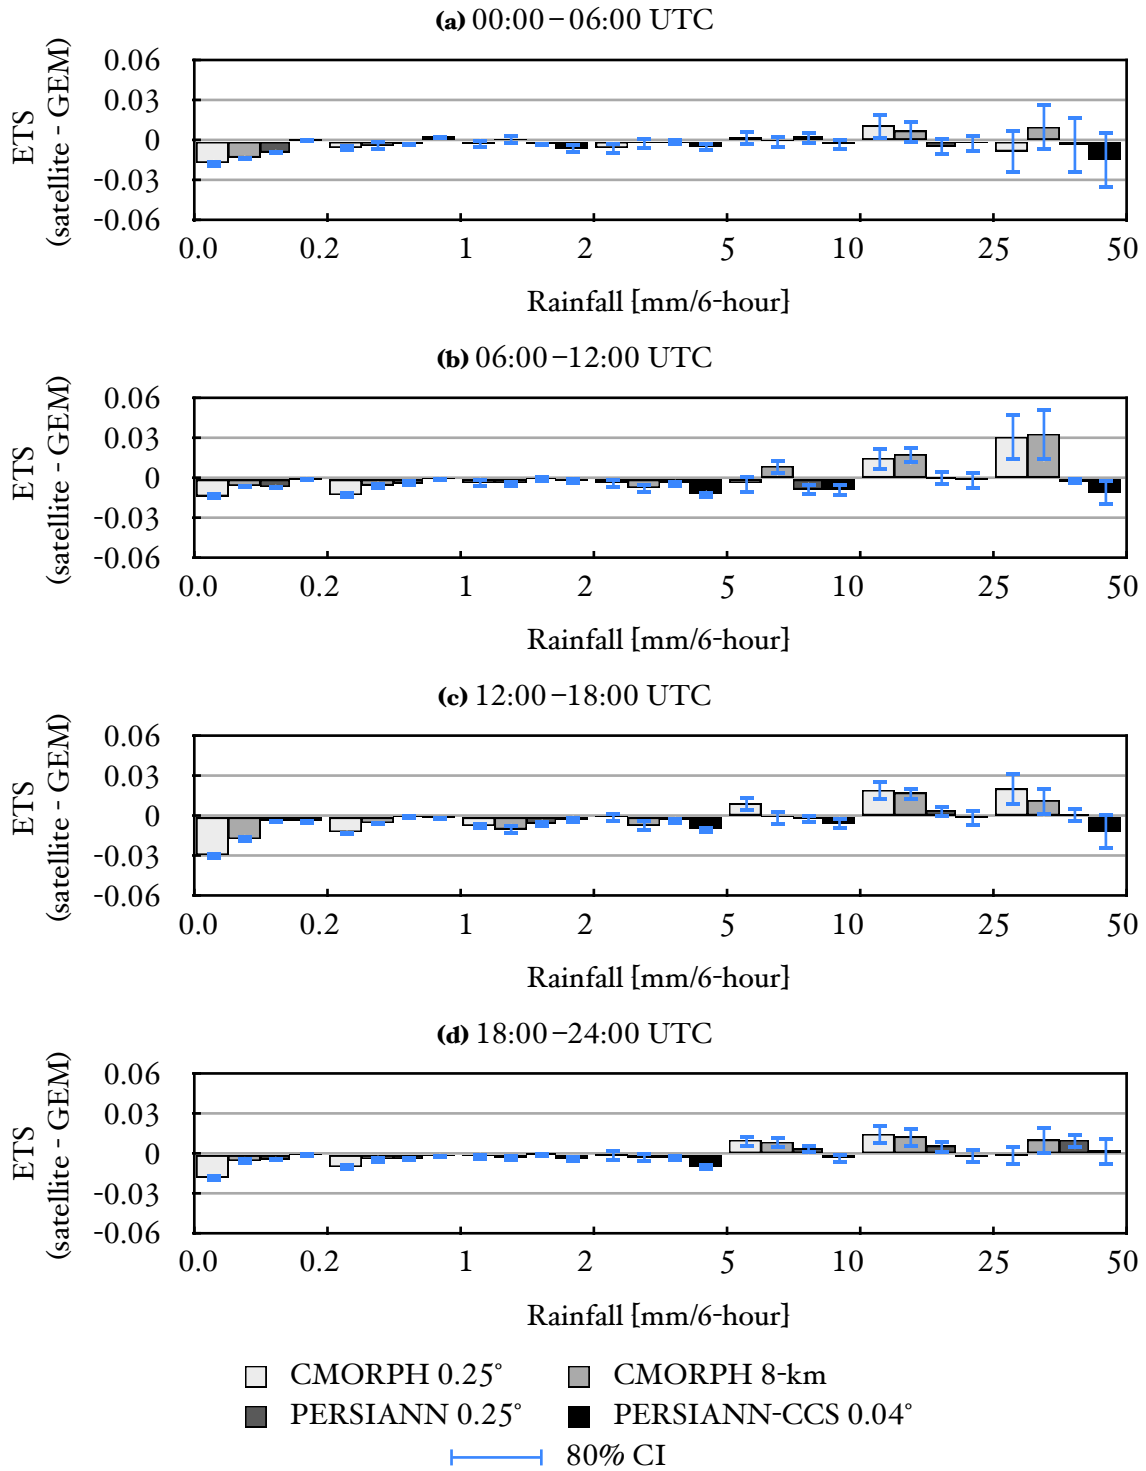 (a) 00:00–06:00 UTC
ETS
(satellite - GEM)
0.06
0.03
0
-0.03
-0.06
0.0 0.2 1 2 5 10 25 50
Rainfall [mm/6-hour]
(b) 06:00–12:00 UTC
ETS
(satellite - GEM)
0.06
0.03
0
-0.03
-0.06
0.0 0.2 1 2 5 10 25 50
Rainfall [mm/6-hour]
(c) 12:00–18:00 UTC
ETS
(satellite - GEM)
0.06
0.03
0
-0.03
-0.06
0.0 0.2 1 2 5 10 25 50
Rainfall [mm/6-hour]
(d) 18:00–24:00 UTC
ETS
(satellite - GEM)
0.06
0.03
0
-0.03
-0.06
0.0 0.2 1 2 5 10 25 50
Rainfall [mm/6-hour]
CMORPH 0.25° CMORPH 8-km
PERSIANN 0.25° PERSIANN-CCS 0.04°
80% CI